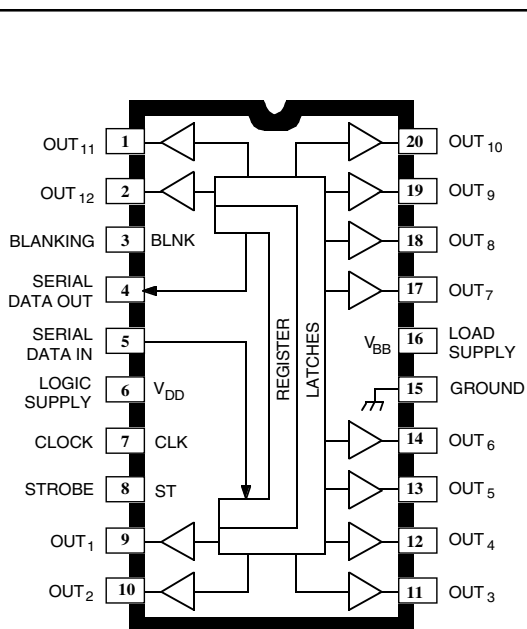 OUT11 1
OUT12 2
BLANKING 3 BLNK
SERIAL
DATA OUT 4
SERIAL
DATA IN 5
LOGIC
SUPPLY 6 VDD
CLOCK 7 CLK
STROBE 8 ST
OUT1 9
OUT2 10
REGISTER
LATCHES
20 OUT10
19 OUT9
18 OUT8
17 OUT7
VBB 16 LOAD
SUPPLY
15 GROUND
14 OUT6
13 OUT5
12 OUT4
11 OUT3